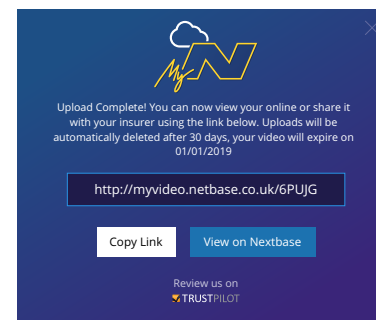 My N
Upload Complete! You can now view your online or share it
with your insurer using the link below. Uploads will be
automatically deleted after 30 days, your video will expire on
01/01/2019
http://myvideo.netbase.co.uk/6PUJG
Copy Link View on Nextbase
Review us on
TRUSTPILOT